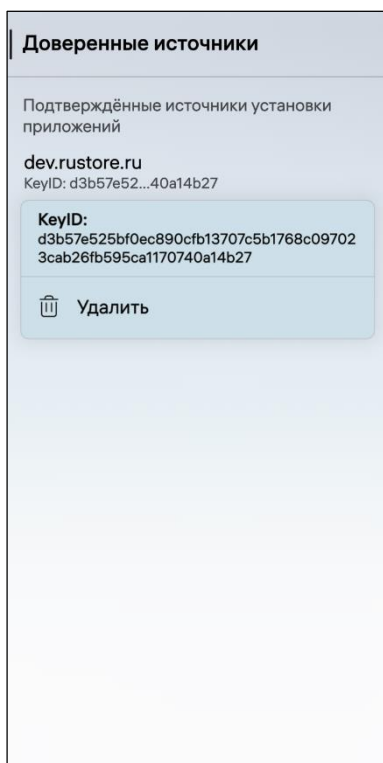 Доверенные источники
Подтверждённые источники установки
приложений
dev.rustore.ru
KeyID: d3b57e52...40a14b27
KeyID:
d3b57e525bf0ec890cfb13707c5b1768c09702
3cab26fb595ca1170740a14b27
Удалить